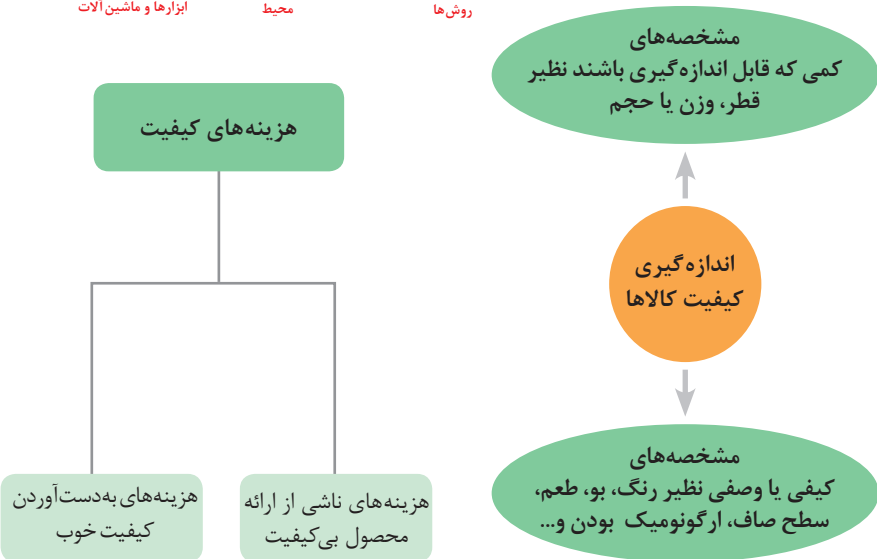 روش‌ها
محیط
ابزارها و ماشین‌آلات
مشخصه‌های
کمی که قابل اندازه‌گیری باشند نظیر
قطر، وزن یا حجم
اندازه‌گیری
کیفیت کالاها
مشخصه‌های
کیفی یا وصفی نظیر رنگ، بو، طعم،
سطح صاف، ارگونومیک بودن و...
هزینه‌های کیفیت
هزینه‌های ناشی از ارائه
محصول بی‌کیفیت
هزینه‌های به‌دست‌آوردن
کیفیت خوب